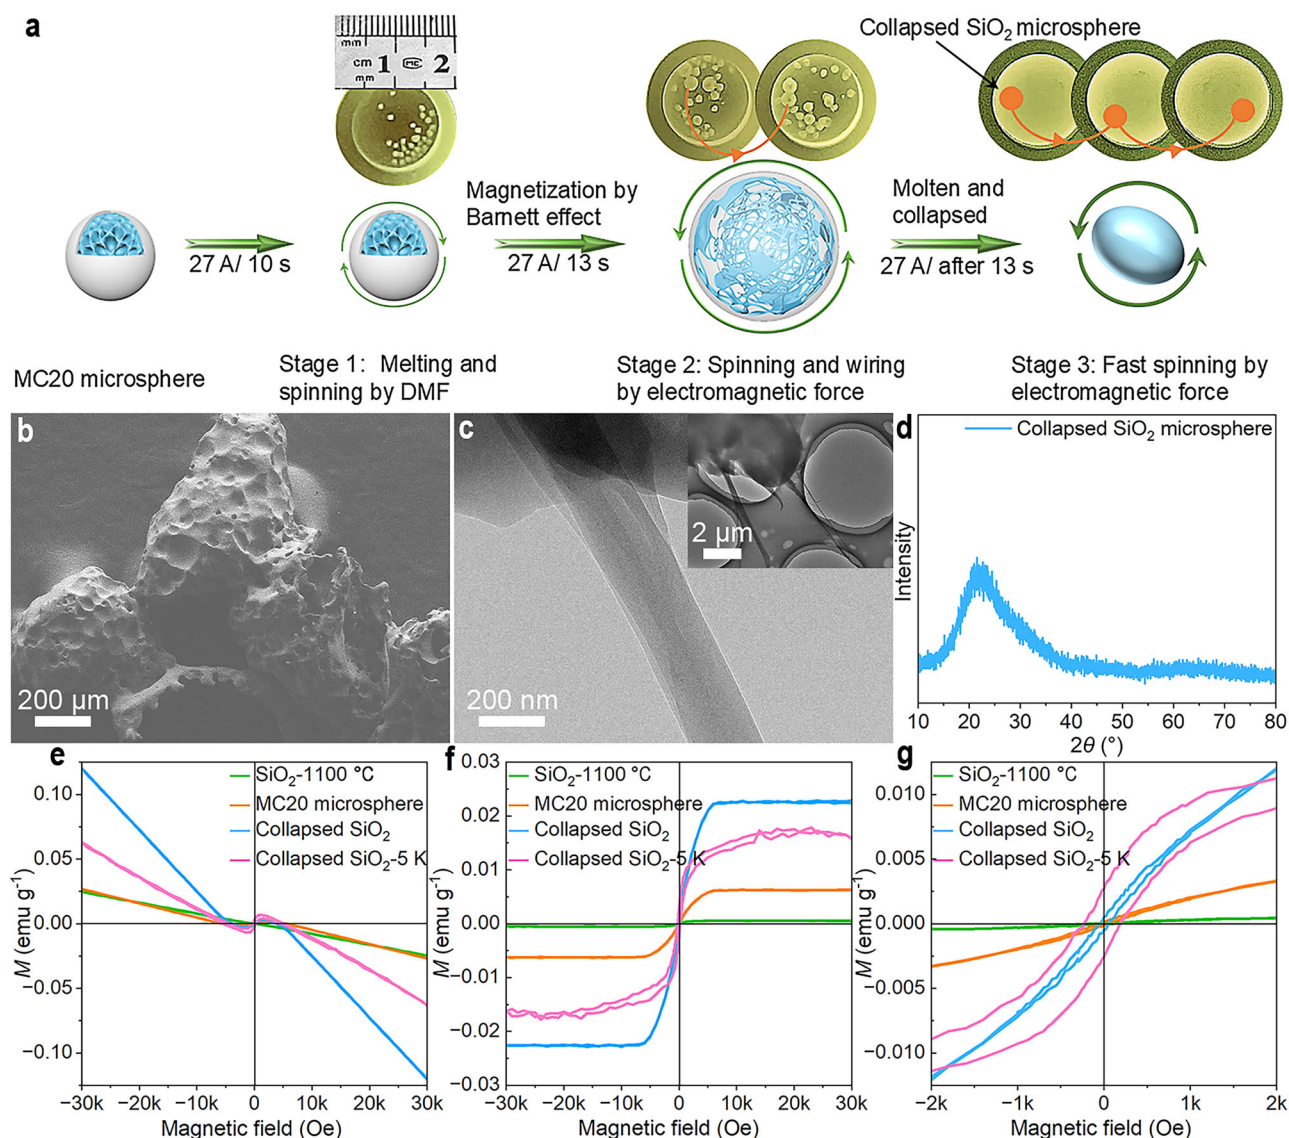 a
mm
cm 1 MC 2
mm
Collapsed SiO₂ microsphere
27 A/ 10 s
Magnetization by
Barnett effect
27 A/ 13 s
Molten and
collapsed
27 A/ after 13 s
MC20 microsphere
Stage 1: Melting and
spinning by DMF
Stage 2: Spinning and wiring
by electromagnetic force
Stage 3: Fast spinning by
electromagnetic force
b
200 µm
c
2 µm
200 nm
d
Collapsed SiO₂ microsphere
Intensity
10 20 30 40 50 60 70 80
2θ (°)
e
SiO₂-1100 °C
MC20 microsphere
Collapsed SiO₂
Collapsed SiO₂-5 K
M (emu g⁻¹)
0.10
0.05
0.00
−0.05
−0.10
−30k −20k −10k 0 10k 20k 30k
Magnetic field (Oe)
f
SiO₂-1100 °C
MC20 microsphere
Collapsed SiO₂
Collapsed SiO₂-5 K
M (emu g⁻¹)
0.03
0.02
0.01
0.00
−0.01
−0.02
−0.03
−30k −20k −10k 0 10k 20k 30k
Magnetic field (Oe)
g
SiO₂-1100 °C
MC20 microsphere
Collapsed SiO₂
Collapsed SiO₂-5 K
M (emu g⁻¹)
0.010
0.005
0.000
−0.005
−0.010
−2k −1k 0k 1k 2k
Magnetic field (Oe)